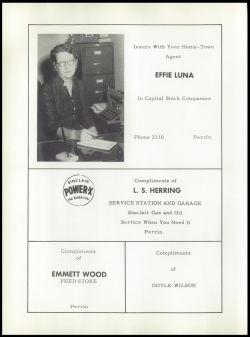 Insure With Your Home-Town
Agent
EFFIE LUNA
In Capital Stock Companies
Phone 2210 Perrin
SINCLAIR
POWER-X
Compliments of
L. S. HERRING
SERVICE STATION AND GARAGE
Sinclair Gas and Oil
Service When You Need It
Perrin
Compliments
of
EMMETT WOOD
FEED STORE
Perrin
Compliments
of
DOYLE WILSON